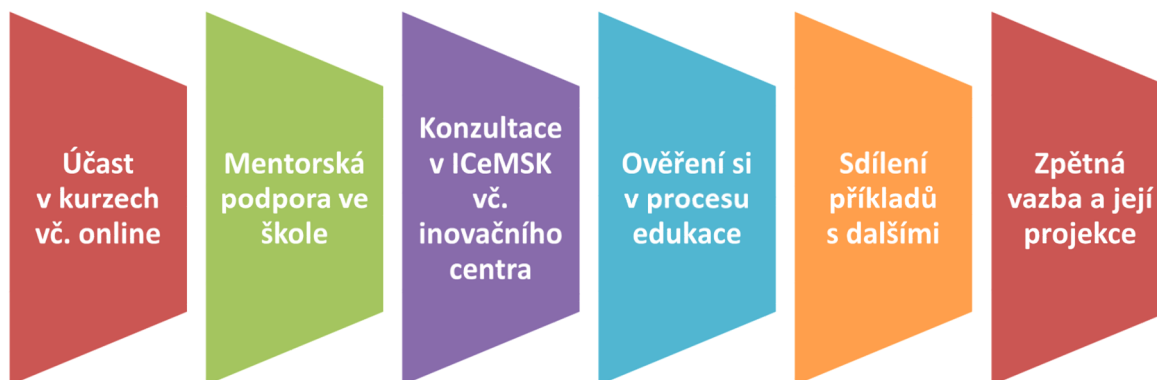 Účast
v kurzech
vč. online
Mentorská
podpora ve
škole
Konzultace
v ICeMSK
vč.
inovačního
centra
Ověření si
v procesu
edukace
Sdílení
příkladů
s dalšími
Zpětná
vazba a její
projekce